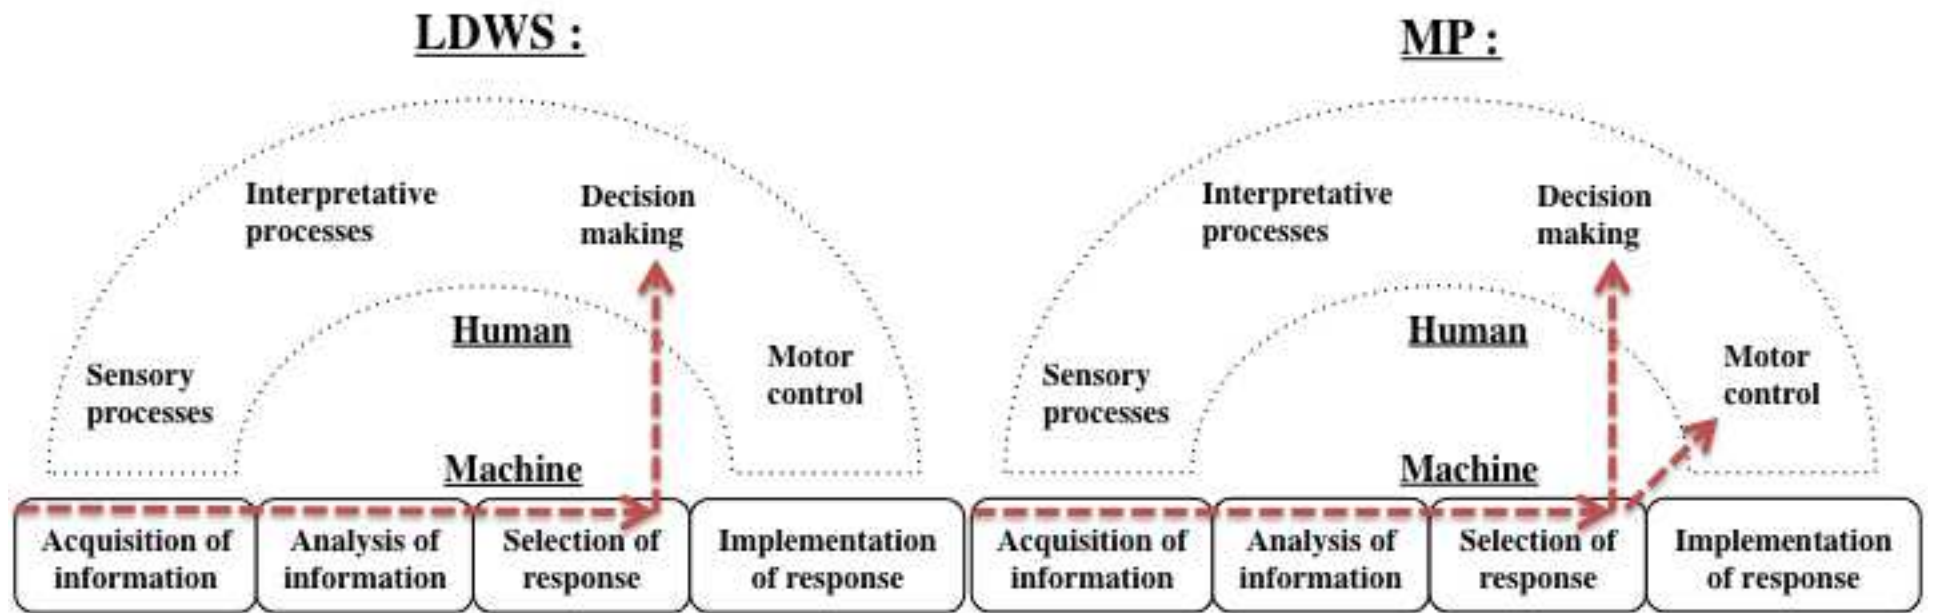 LDWS :
Interpretative
processes
Decision
making
Human
Sensory
processes
Motor
control
Machine
Acquisition of
information
Analysis of
information
Selection of
response
Implementation
of response
MP :
Interpretative
processes
Decision
making
Human
Sensory
processes
Motor
control
Machine
Acquisition of
information
Analysis of
information
Selection of
response
Implementation
of response